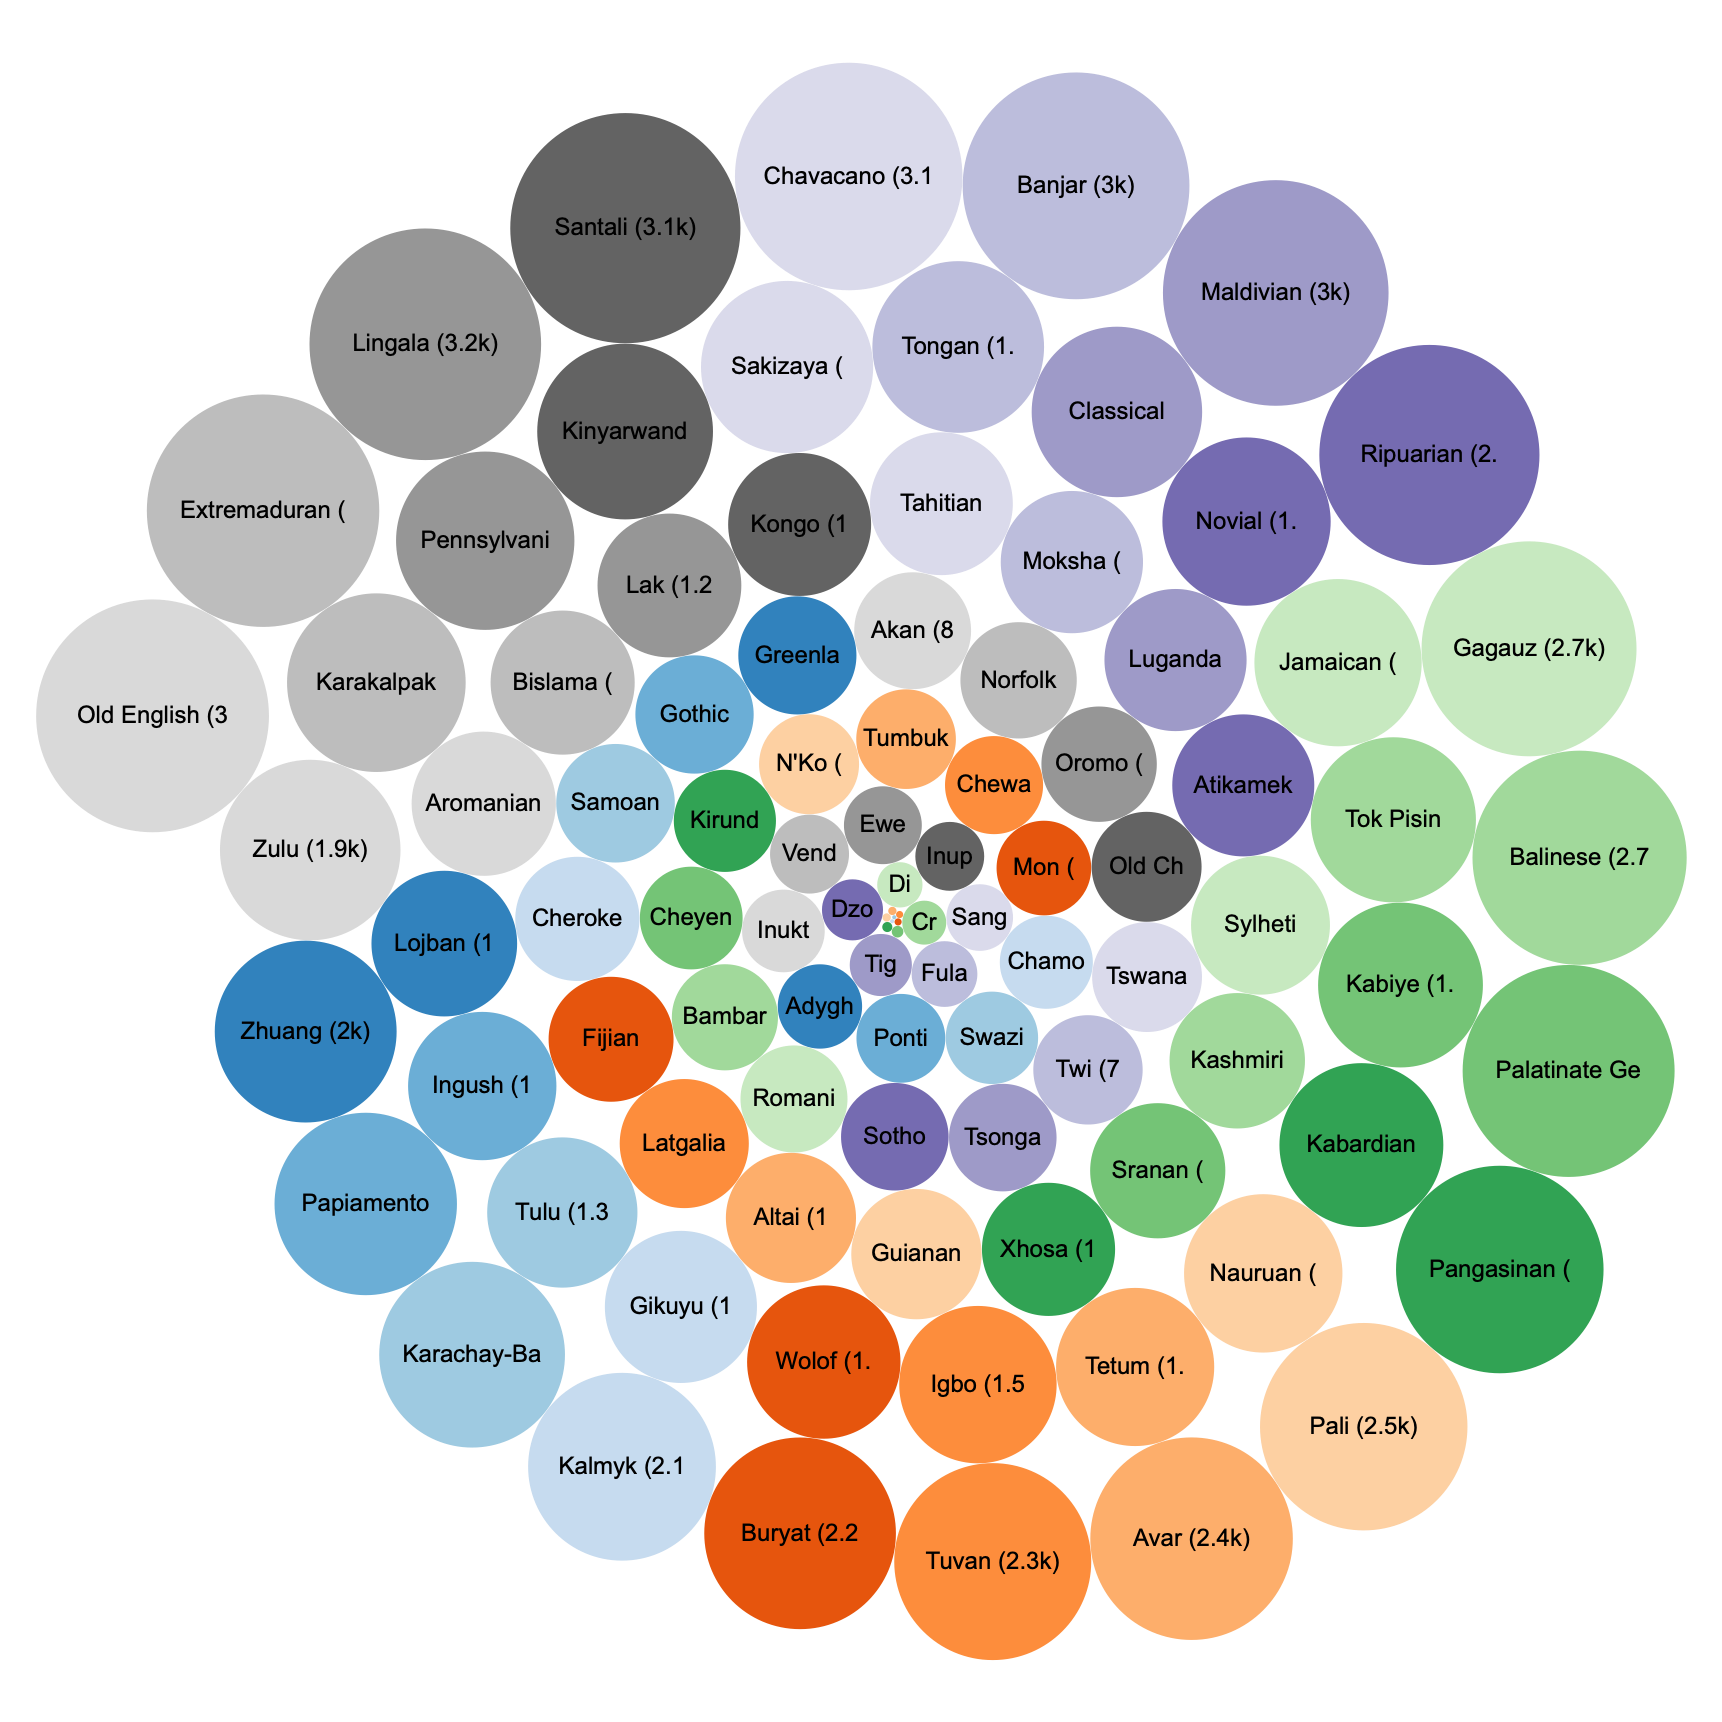 Chavacano (3.1
Banjar (3k)
Santali (3.1k)
Maldivian (3k)
Lingala (3.2k)
Tongan (1.
Sakizaya (
Classical
Kinyarwand
Ripuarian (2.
Extremaduran (
Tahitian
Novial (1.
Kongo (1
Pennsylvani
Moksha (
Lak (1.2
Akan (8
Gagauz (2.7k)
Greenla
Luganda
Jamaican (
Norfolk
Karakalpak
Bislama (
Old English (3
Gothic
Tumbuk
N'Ko (
Oromo (
Chewa
Atikamek
Aromanian
Samoan
Kirund
Tok Pisin
Ewe
Zulu (1.9k)
Vend
Inup
Balinese (2.7
Mon (
Old Ch
Di
Dzo
Cheroke
Cheyen
Sang
Cr
Sylheti
Inukt
Lojban (1
Chamo
Tig
Fula
Tswana
Kabiye (1.
Adygh
Bambar
Zhuang (2k)
Fijian
Ponti
Swazi
Kashmiri
Twi (7
Palatinate Ge
Ingush (1
Romani
Sotho
Tsonga
Latgalia
Kabardian
Sranan (
Papiamento
Tulu (1.3
Altai (1
Xhosa (1
Guianan
Nauruan (
Pangasinan (
Gikuyu (1
Karachay-Ba
Wolof (1.
Tetum (1.
Igbo (1.5
Pali (2.5k)
Kalmyk (2.1
Buryat (2.2
Avar (2.4k)
Tuvan (2.3k)